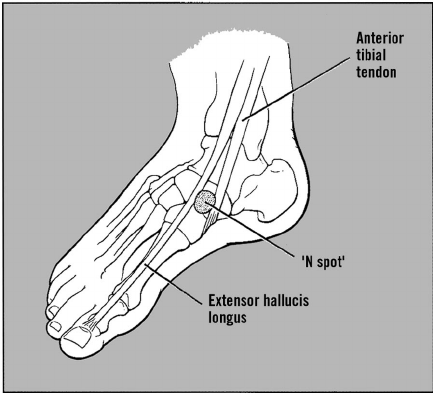 Anterior
tibial
tendon
'N spot'
Extensor hallucis
longus